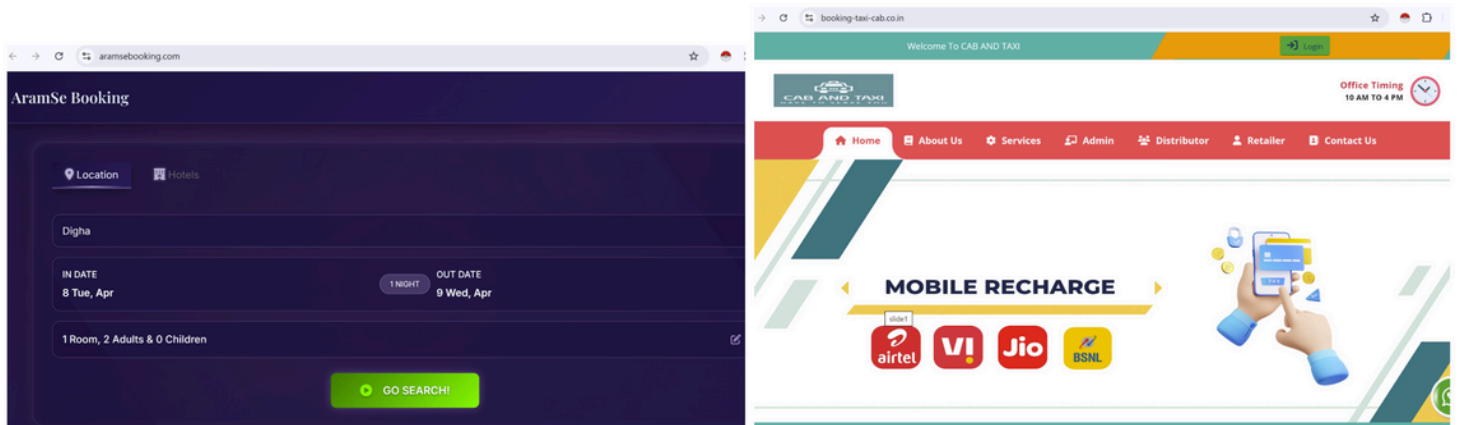 aramsebooking.com
AramSe Booking
Location
Hotels
Digha
IN DATE
8 Tue, Apr
1 NIGHT
OUT DATE
9 Wed, Apr
1 Room, 2 Adults & 0 Children
GO SEARCH!
booking-taxi-cab.co.in
Welcome To CAB AND TAXI
Login
CAB AND TAXI
Office Timing
10 AM TO 4 PM
Home
About Us
Services
Admin
Distributor
Retailer
Contact Us
MOBILE RECHARGE
slide1
airtel
VI
Jio
BSNL
PAY